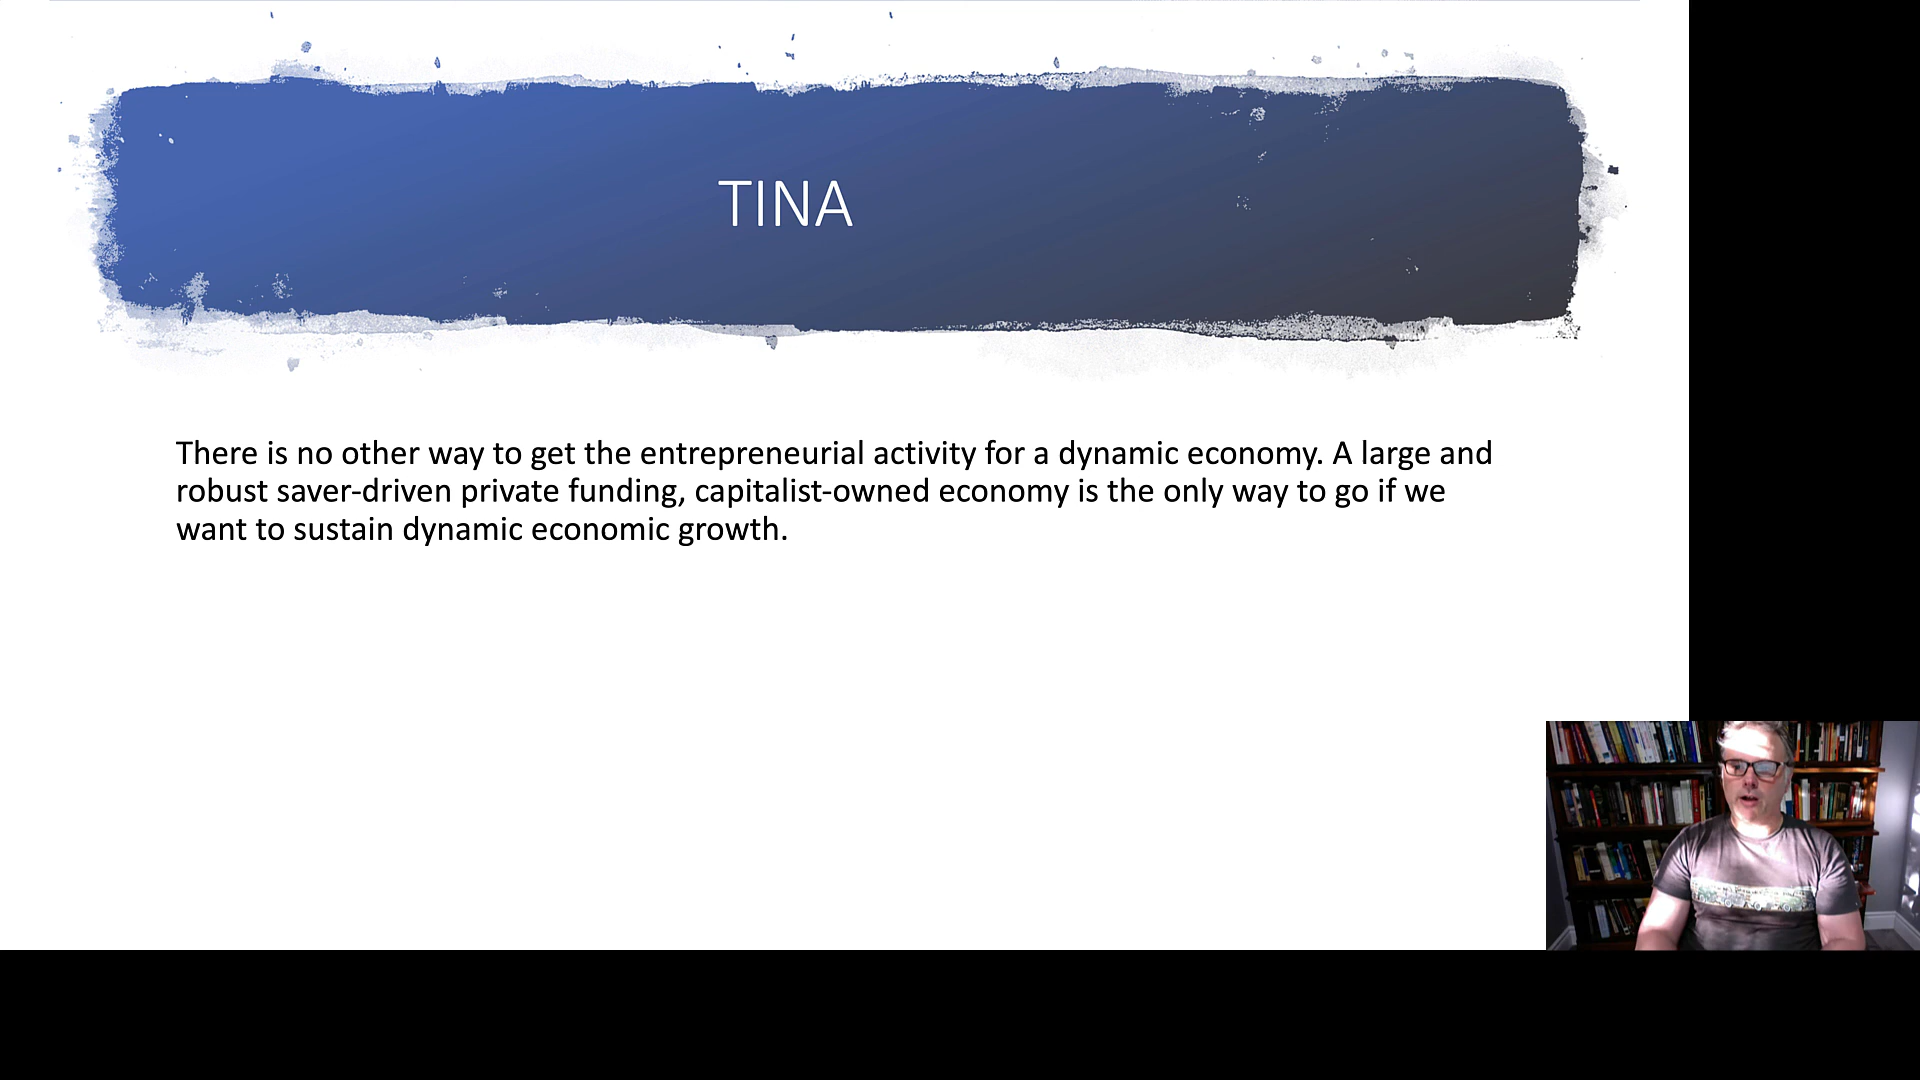 TINA
There is no other way to get the entrepreneurial activity for a dynamic economy. A large and
robust saver-driven private funding, capitalist-owned economy is the only way to go if we
want to sustain dynamic economic growth.